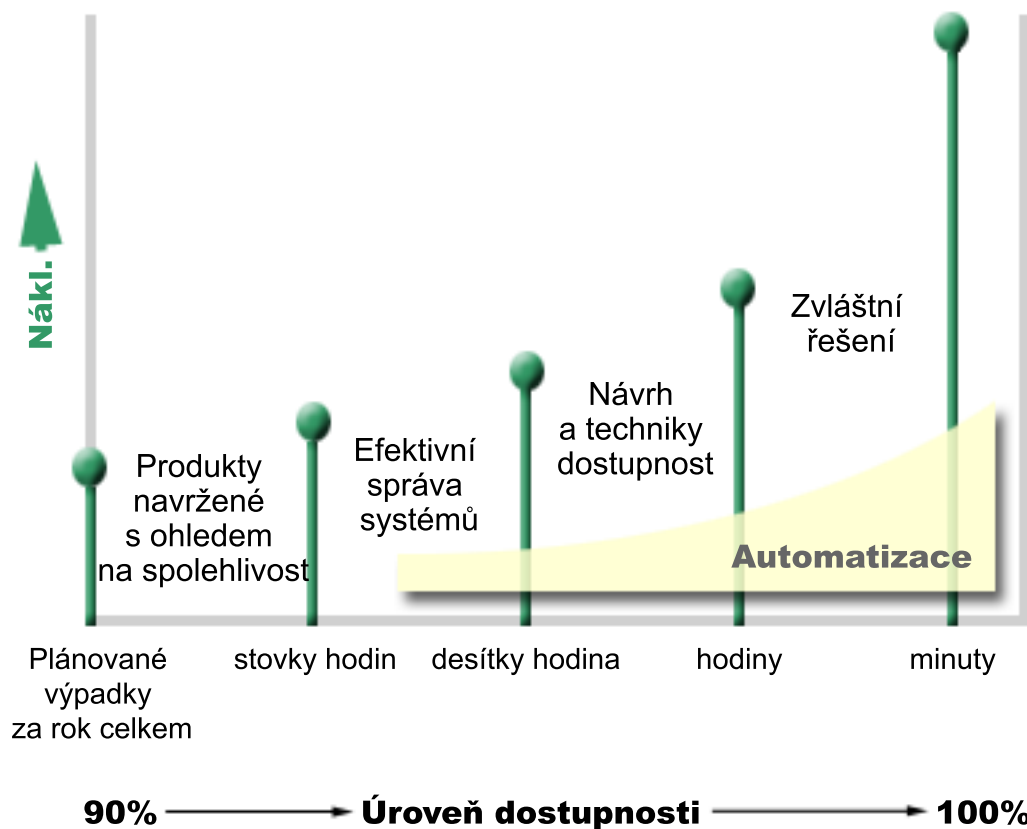 Nákl.
Zvláštní
řešení
Návrh
a techniky
dostupnost
Efektivní
správa
systémů
Produkty
navržené
s ohledem
na spolehlivost
Automatizace
Plánované
výpadky
za rok celkem
stovky hodin
desítky hodina
hodiny
minuty
90% Úroveň dostupnosti 100%